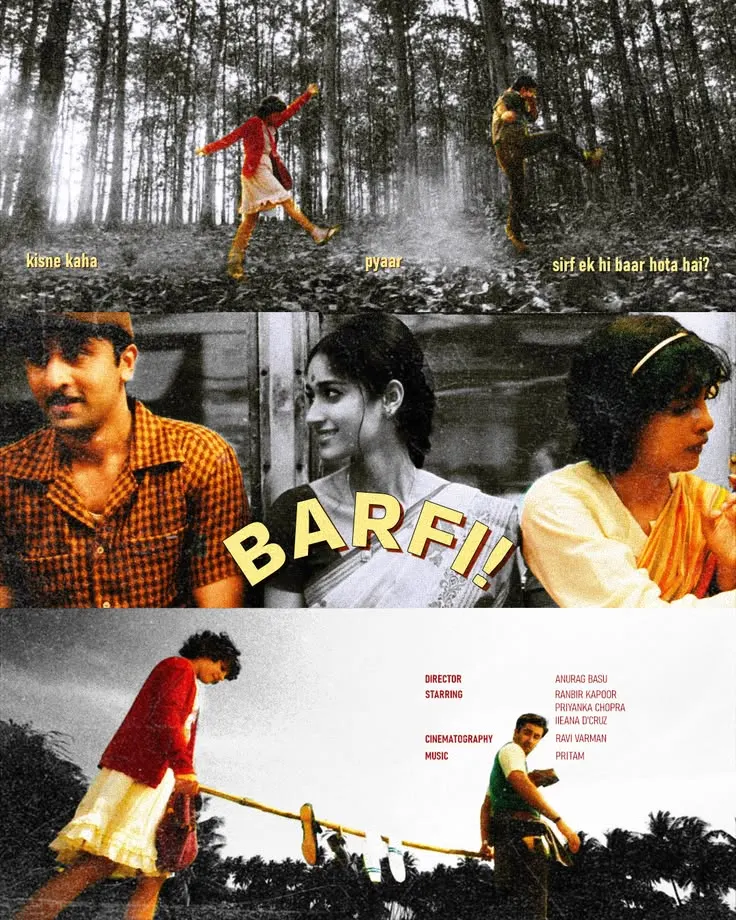 kisne kaha pyaar sirf ek hi baar hota hai?
BARFI!
DIRECTOR ANURAG BASU
STARRING RANBIR KAPOOR
PRIYANKA CHOPRA
IIEANA D'CRUZ
CINEMATOGRAPHY RAVI VARMAN
MUSIC PRITAM